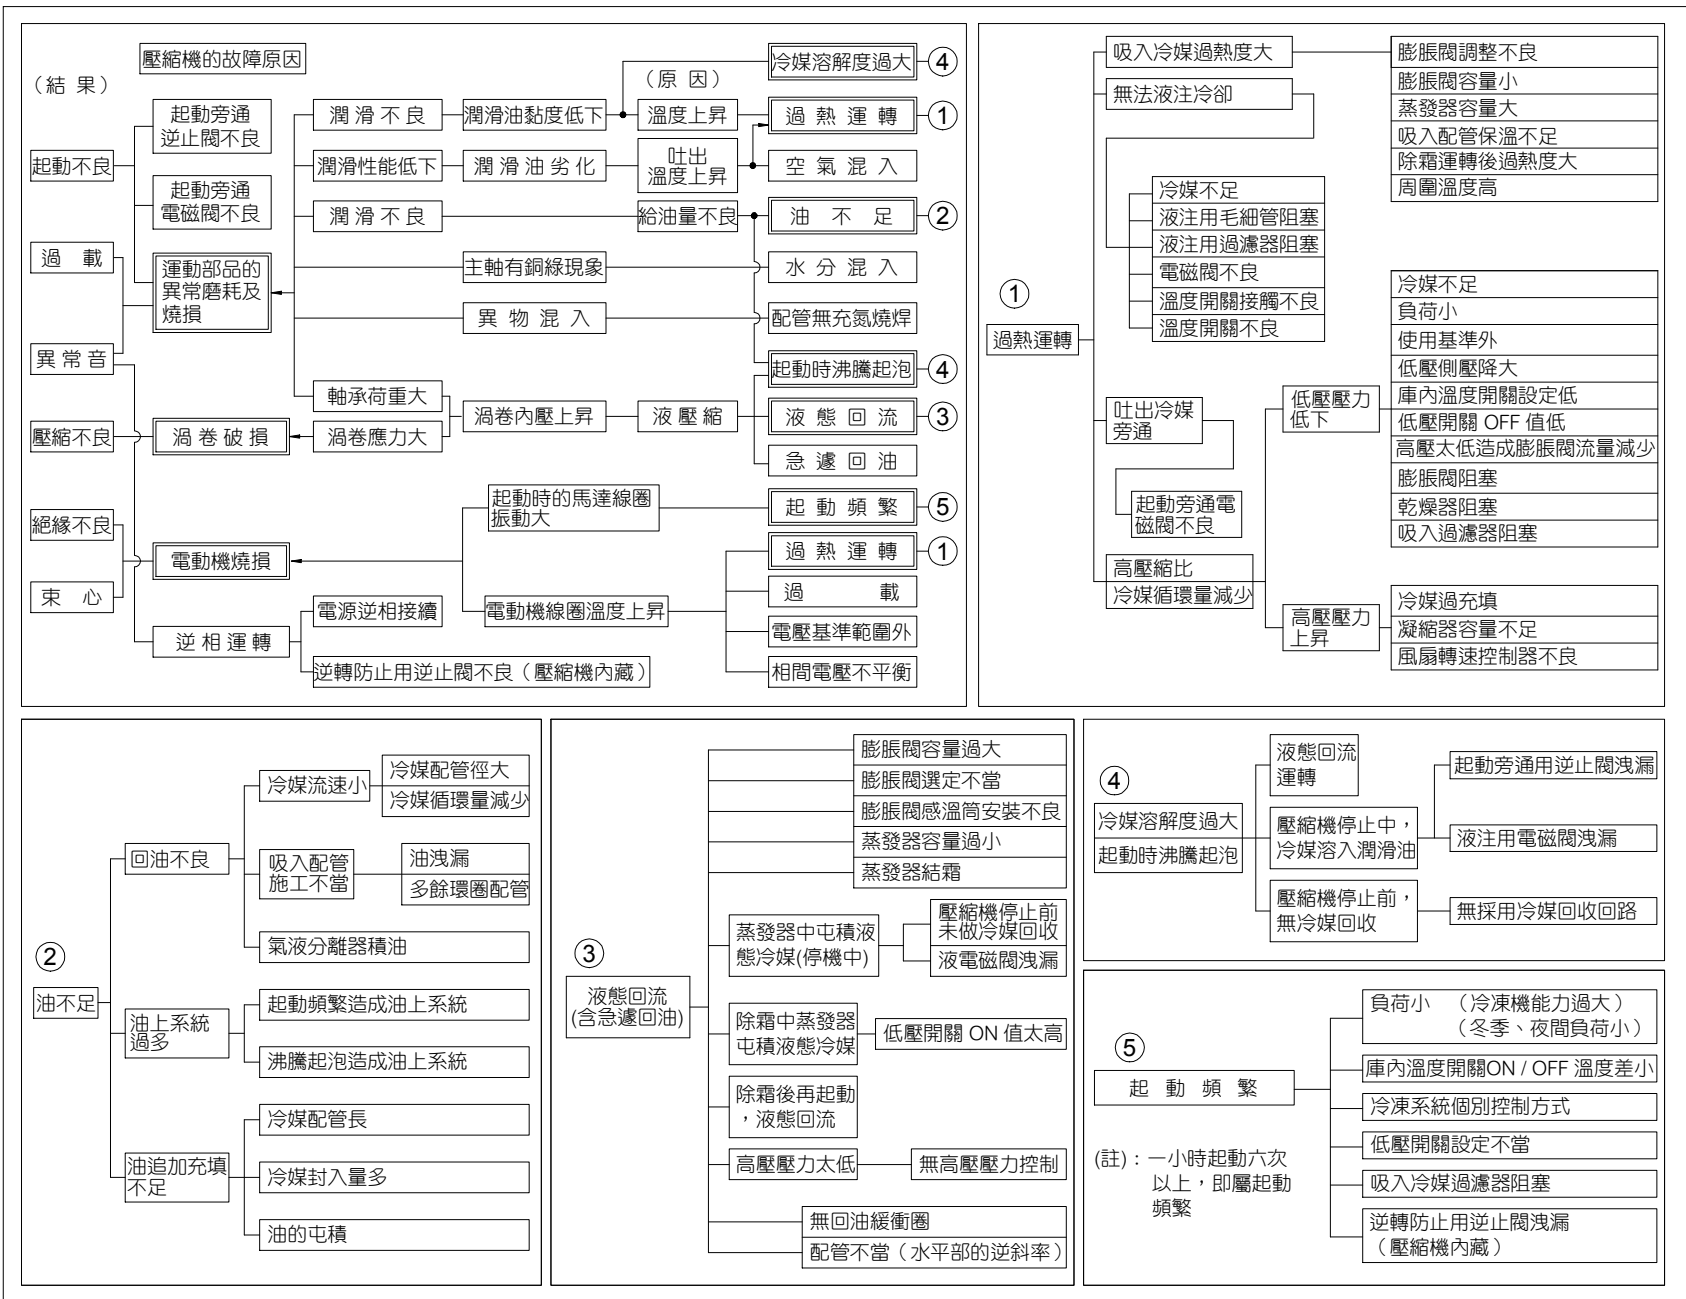 壓縮機的故障原因
（結 果）
（原 因）
起動旁通
逆止閥不良
起動不良
起動旁通
電磁閥不良
過 載
運動部品的
異常磨耗及
燒損
異常音
壓縮不良
渦卷破損
絕緣不良
電動機燒損
束 心
逆相運轉
電源逆相接續
逆轉防止用逆止閥不良（壓縮機內藏）
潤滑不良
潤滑油黏度低下
溫度上昇
冷媒溶解度過大
④
過熱運轉
①
潤滑性能低下
潤滑油劣化
吐出
溫度上昇
空氣混入
潤滑不良
給油量不良
油不足
②
主軸有銅綠現象
水分混入
異物混入
配管無充氮燒焊
起動時沸騰起泡
④
軸承荷重大
渦卷應力大
渦卷內壓上昇
液壓縮
液態回流
③
急遽回油
起動時的馬達線圈
振動大
起動頻繁
⑤
電動機線圈溫度上昇
過熱運轉
①
過 載
電壓基準範圍外
相間電壓不平衡
①
過熱運轉
吸入冷媒過熱度大
膨脹閥調整不良
膨脹閥容量小
蒸發器容量大
吸入配管保溫不足
除霜運轉後過熱度大
周圍溫度高
無法液注冷卻
冷媒不足
液注用毛細管阻塞
液注用過濾器阻塞
電磁閥不良
溫度開關接觸不良
溫度開關不良
吐出冷媒
旁通
起動旁通電
磁閥不良
高壓縮比
冷媒循環量減少
低壓壓力
低下
冷媒不足
負荷小
使用基準外
低壓側壓降大
庫內溫度開關設定低
低壓開關 OFF 值低
高壓太低造成膨脹閥流量減少
膨脹閥阻塞
乾燥器阻塞
吸入過濾器阻塞
高壓壓力
上昇
冷媒過充填
凝縮器容量不足
風扇轉速控制器不良
②
油不足
回油不良
冷媒流速小
冷媒配管徑大
冷媒循環量減少
吸入配管
施工不當
油洩漏
多餘環圈配管
氣液分離器積油
油上系統
過多
起動頻繁造成油上系統
沸騰起泡造成油上系統
油追加充填
不足
冷媒配管長
冷媒封入量多
油的屯積
③
液態回流
(含急遽回油)
膨脹閥容量過大
膨脹閥選定不當
膨脹閥感溫筒安裝不良
蒸發器容量過小
蒸發器結霜
蒸發器中屯積液
態冷媒(停機中)
壓縮機停止前
未做冷媒回收
液電磁閥洩漏
除霜中蒸發器
屯積液態冷媒
低壓開關 ON 值太高
除霜後再起動
，液態回流
高壓壓力太低
無高壓壓力控制
無回油緩衝圈
配管不當（水平部的逆斜率）
④
冷媒溶解度過大
起動時沸騰起泡
液態回流
運轉
壓縮機停止中，
冷媒溶入潤滑油
起動旁通用逆止閥洩漏
液注用電磁閥洩漏
壓縮機停止前，
無冷媒回收
無採用冷媒回收回路
⑤
起動頻繁
(註)：一小時起動六次
以上，即屬起動
頻繁
負荷小 （冷凍機能力過大）
（冬季、夜間負荷小）
庫內溫度開關ON / OFF 溫度差小
冷凍系統個別控制方式
低壓開關設定不當
吸入冷媒過濾器阻塞
逆轉防止用逆止閥洩漏
（壓縮機內藏）